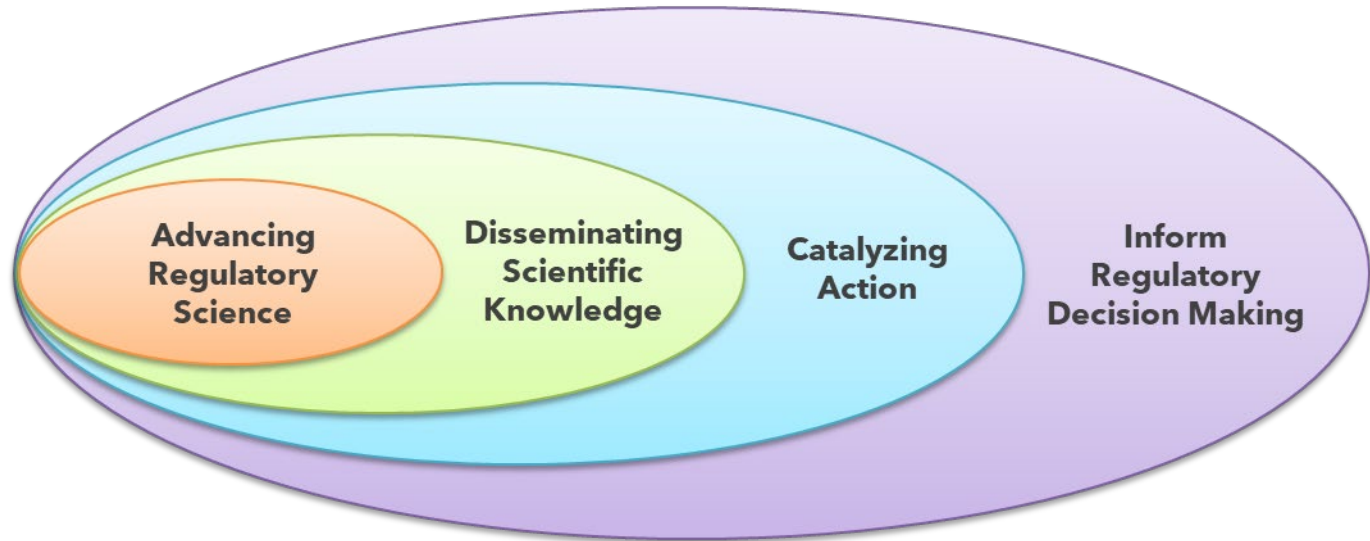 Advancing
Regulatory
Science
Disseminating
Scientific
Knowledge
Catalyzing
Action
Inform
Regulatory
Decision Making